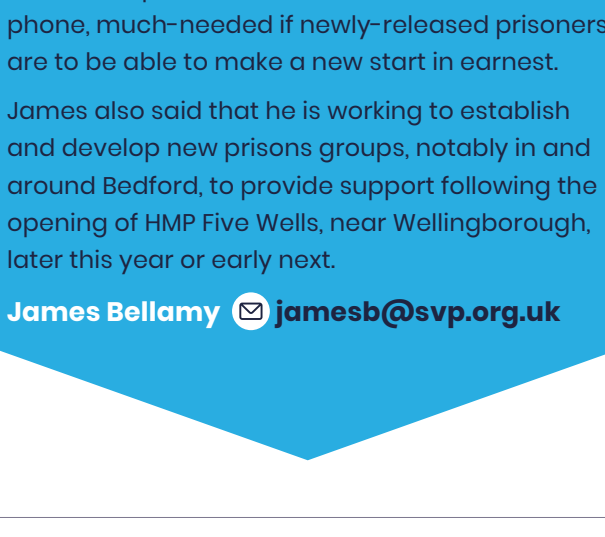 phone, much-needed if newly-released prisoners
are to be able to make a new start in earnest.
James also said that he is working to establish
and develop new prisons groups, notably in and
around Bedford, to provide support following the
opening of HMP Five Wells, near Wellingborough,
later this year or early next.
James Bellamy jamesb@svp.org.uk